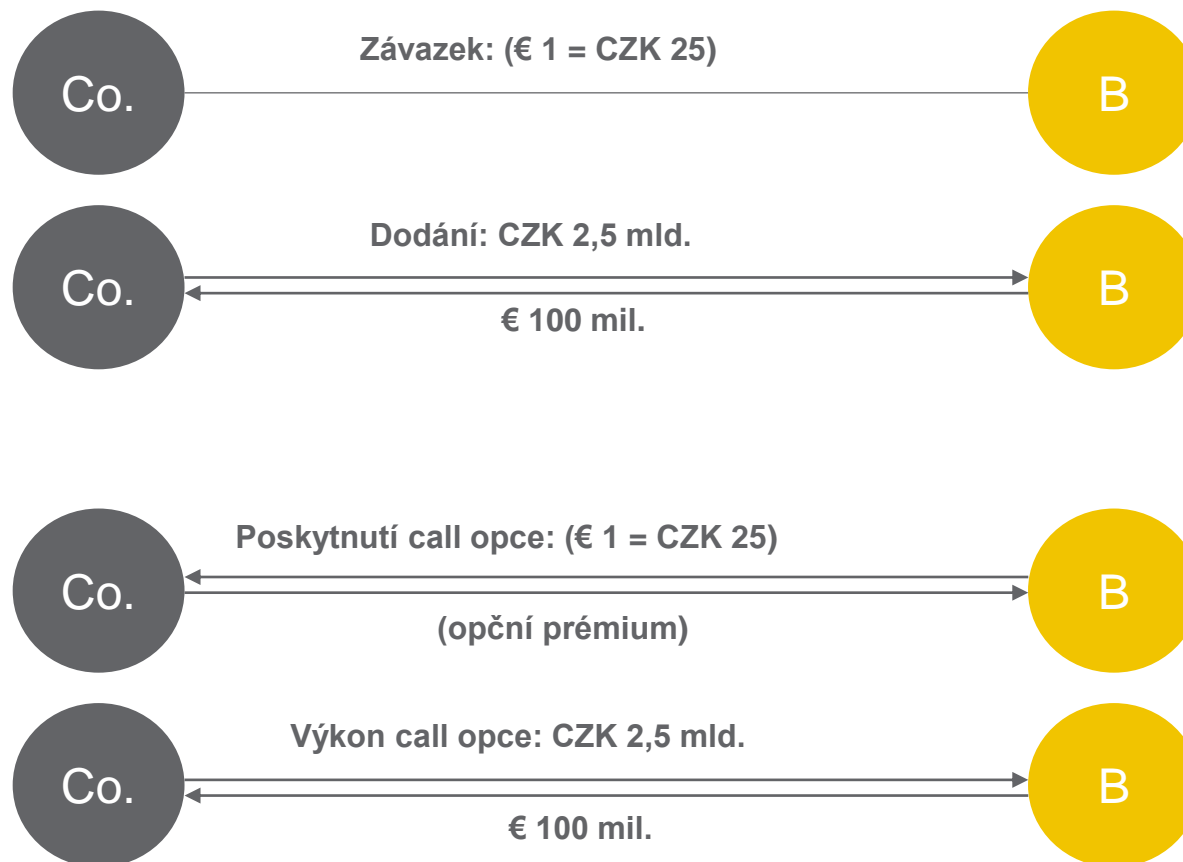 Závazek: (€ 1 = CZK 25)
Co.
B
Dodání: CZK 2,5 mld.
Co.
B
€ 100 mil.
Poskytnutí call opce: (€ 1 = CZK 25)
Co.
B
(opční prémium)
Výkon call opce: CZK 2,5 mld.
Co.
B
€ 100 mil.